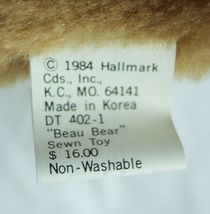 © 1984 Hallmark
Cds., Inc.,
K.C., MO. 64141
Made in Korea
DT 402-1
"Beau Bear"
Sewn Toy
$ 16.00
Non-Washable